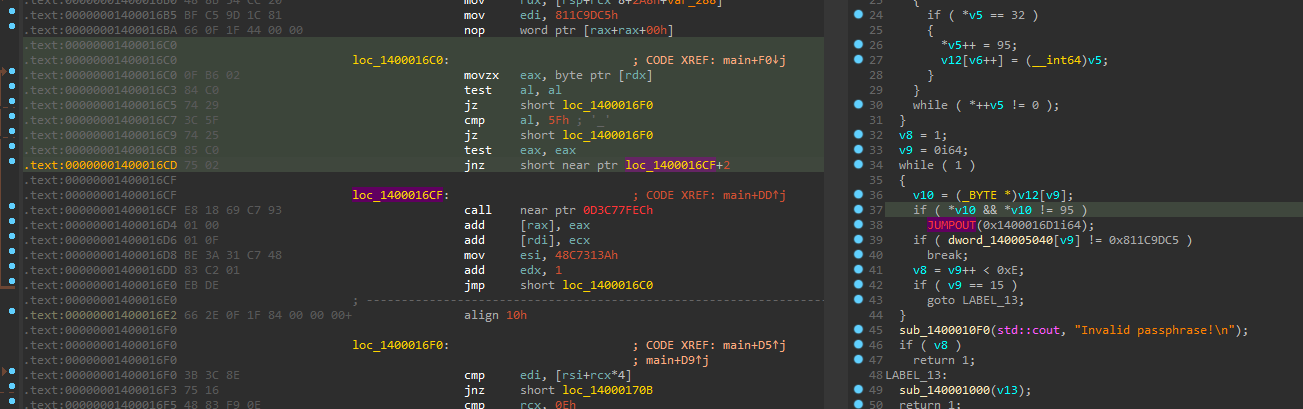 mov rdx, [rsp+rcx*8+2A8h+var_288]
.text:00000001400016B5 BF C5 9D 1C 81 mov edi, 811C9DC5h
.text:00000001400016BA 66 0F 1F 44 00 00 nop word ptr [rax+rax+00h]
.text:00000001400016C0
.text:00000001400016C0 loc_1400016C0: ; CODE XREF: main+F0↓j
.text:00000001400016C0 0F B6 02 movzx eax, byte ptr [rdx]
.text:00000001400016C3 84 C0 test al, al
.text:00000001400016C5 74 29 jz short loc_1400016F0
.text:00000001400016C7 3C 5F cmp al, 5Fh ; '_'
.text:00000001400016C9 74 25 jz short loc_1400016F0
.text:00000001400016CB 85 C0 test eax, eax
.text:00000001400016CD 75 02 jnz short near ptr loc_1400016CF+2
.text:00000001400016CF
.text:00000001400016CF loc_1400016CF: ; CODE XREF: main+DD↑j
.text:00000001400016CF E8 18 69 C7 93 call near ptr 0D3C77FECh
.text:00000001400016D4 01 00 add [rax], eax
.text:00000001400016D6 01 0F add [rdi], ecx
.text:00000001400016D8 BE 3A 31 C7 48 mov esi, 48C7313Ah
.text:00000001400016DD 83 C2 01 add edx, 1
.text:00000001400016E0 EB DE jmp short loc_1400016C0
.text:00000001400016E0 ; ---------------------------------------------------------------
.text:00000001400016E2 66 2E 0F 1F 84 00 00 00+ align 10h
.text:00000001400016F0
.text:00000001400016F0 loc_1400016F0: ; CODE XREF: main+D5↑j
.text:00000001400016F0 ; main+D9↑j
.text:00000001400016F0 3B 3C 8E cmp edi, [rsi+rcx*4]
.text:00000001400016F3 75 16 jnz short loc_14000170B
.text:00000001400016F5 48 83 F9 0E cmp rcx, 0Eh
23 {
24 if ( *v5 == 32 )
25 {
26 *v5++ = 95;
27 v12[v6++] = (__int64)v5;
28 }
29 }
30 while ( *++v5 != 0 );
31 }
32 v8 = 1;
33 v9 = 0i64;
34 while ( 1 )
35 {
36 v10 = (_BYTE *)v12[v9];
37 if ( *v10 && *v10 != 95 )
38 JUMPOUT(0x1400016D1i64);
39 if ( dword_140005040[v9] != 0x811C9DC5 )
40 break;
41 v8 = v9++ < 0xE;
42 if ( v9 == 15 )
43 goto LABEL_13;
44 }
45 sub_1400010F0(std::cout, "Invalid passphrase!\n");
46 if ( v8 )
47 return 1;
48 LABEL_13:
49 sub_140001000(v13);
50 return 1;